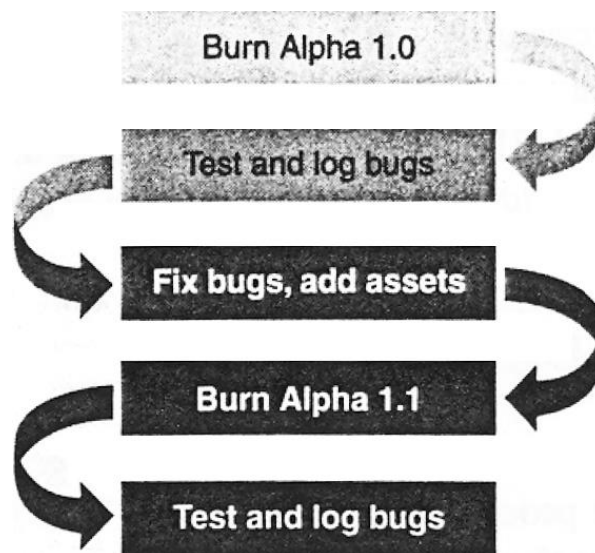 Burn Alpha 1.0
Test and log bugs
Fix bugs, add assets
Burn Alpha 1.1
Test and log bugs